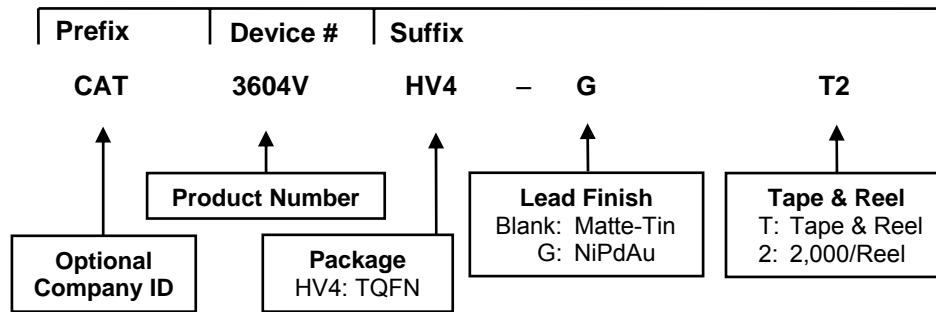 Prefix Device # Suffix
CAT 3604V HV4 – G T2
Product Number
Optional
Company ID
Package
HV4: TQFN
Lead Finish
Blank: Matte-Tin
G: NiPdAu
Tape & Reel
T: Tape & Reel
2: 2,000/Reel